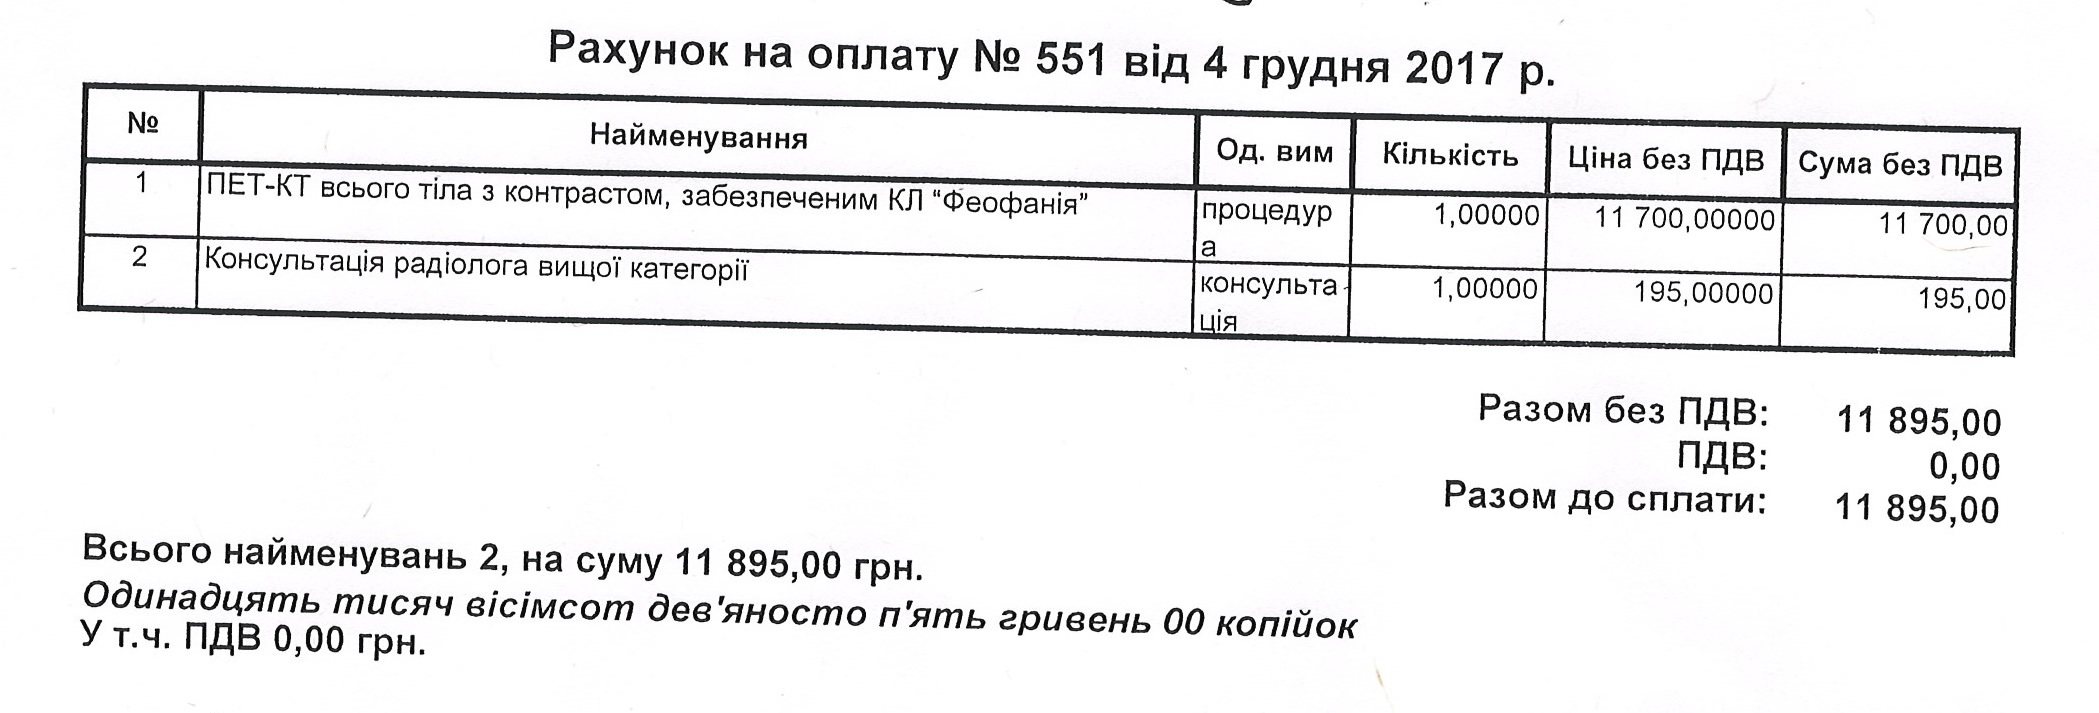 Рахунок на оплату № 551 від 4 грудня 2017 р.
№ Найменування Од. вим Кількість Ціна без ПДВ Сума без ПДВ
1 ПЕТ-КТ всього тіла з контрастом, забезпеченим КЛ “Феофанія” процедур 1,00000 11 700,00000 11 700,00
а
2 Консультація радіолога вищої категорії консульта 1,00000 195,00000 195,00
ція
Разом без ПДВ: 11 895,00
ПДВ: 0,00
Разом до сплати: 11 895,00
Всього найменувань 2, на суму 11 895,00 грн.
Одинадцять тисяч вісімсот дев'яносто п'ять гривень 00 копійок
У т.ч. ПДВ 0,00 грн.